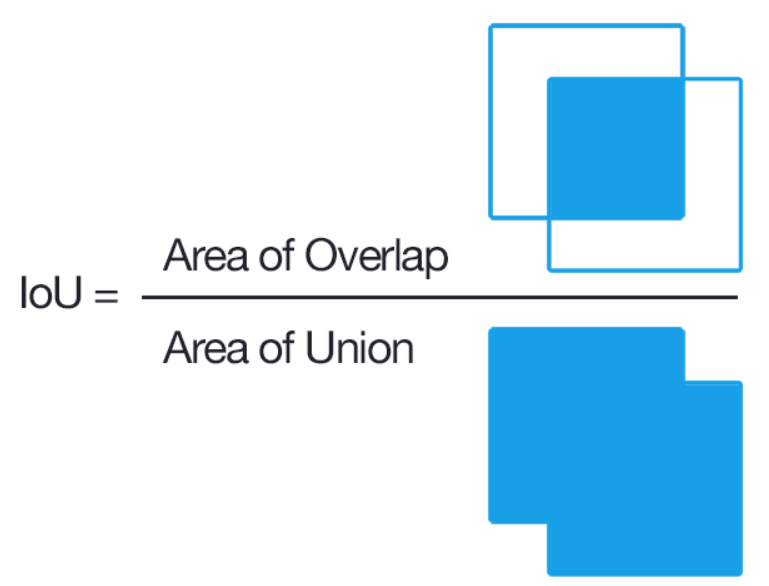 Area of Overlap
IoU =
Area of Union